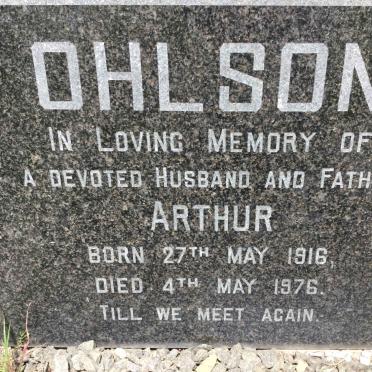 OHLSON
IN LOVING MEMORY OF
A DEVOTED HUSBAND AND FATH
ARTHUR
BORN 27TH MAY 1916,
DIED 4TH MAY 1976.
TILL WE MEET AGAIN.